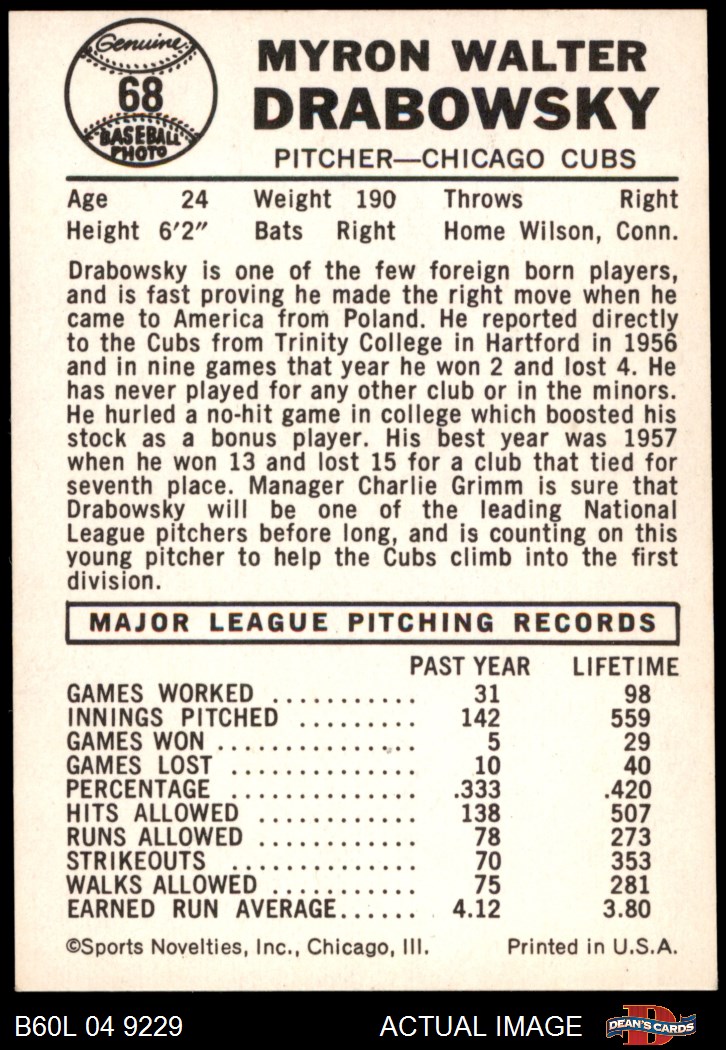 Genuine
68
BASEBALL
PHOTO
MYRON WALTER
DRABOWSKY
PITCHER—CHICAGO CUBS
Age 24 Weight 190 Throws Right
Height 6'2" Bats Right Home Wilson, Conn.
Drabowsky is one of the few foreign born players,
and is fast proving he made the right move when he
came to America from Poland. He reported directly
to the Cubs from Trinity College in Hartford in 1956
and in nine games that year he won 2 and lost 4. He
has never played for any other club or in the minors.
He hurled a no-hit game in college which boosted his
stock as a bonus player. His best year was 1957
when he won 13 and lost 15 for a club that tied for
seventh place. Manager Charlie Grimm is sure that
Drabowsky will be one of the leading National
League pitchers before long, and is counting on this
young pitcher to help the Cubs climb into the first
division.
MAJOR LEAGUE PITCHING RECORDS
PAST YEAR LIFETIME
GAMES WORKED .......... 31 98
INNINGS PITCHED ......... 142 559
GAMES WON ............... 5 29
GAMES LOST .............. 10 40
PERCENTAGE .............. .333 .420
HITS ALLOWED ............ 138 507
RUNS ALLOWED ............ 78 273
STRIKEOUTS .............. 70 353
WALKS ALLOWED ........... 75 281
EARNED RUN AVERAGE...... 4.12 3.80
©Sports Novelties, Inc., Chicago, Ill. Printed in U.S.A.
B60L 04 9229 ACTUAL IMAGE DEAN'S CARDS